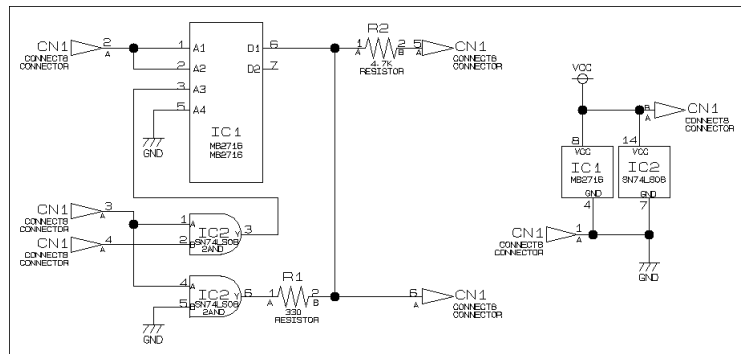 CN1 2 A
CONNECT8
CONNECTOR
1 A1
2 A2
3 A3
5 A4
D1 6
D2 7
IC1
MB2716
MB2716
GND
R2
1 A 2 B
4.7K
RESISTOR
5 A CN1
CONNECT8
CONNECTOR
CN1 3 A
CONNECT8
CONNECTOR
CN1 4 A
CONNECT8
CONNECTOR
1 A
2 B
Y 3
IC2
SN74LS08
2AND
4 A
5 B
Y 6
IC2
SN74LS08
2AND
GND
R1
1 A 2 B
330
RESISTOR
6 A CN1
CONNECT8
CONNECTOR
VCC
8 A CN1
CONNECT8
CONNECTOR
8 VCC
IC1
MB2716
GND
4
14 VCC
IC2
SN74LS08
GND
7
CN1 1 A
CONNECT8
CONNECTOR
GND